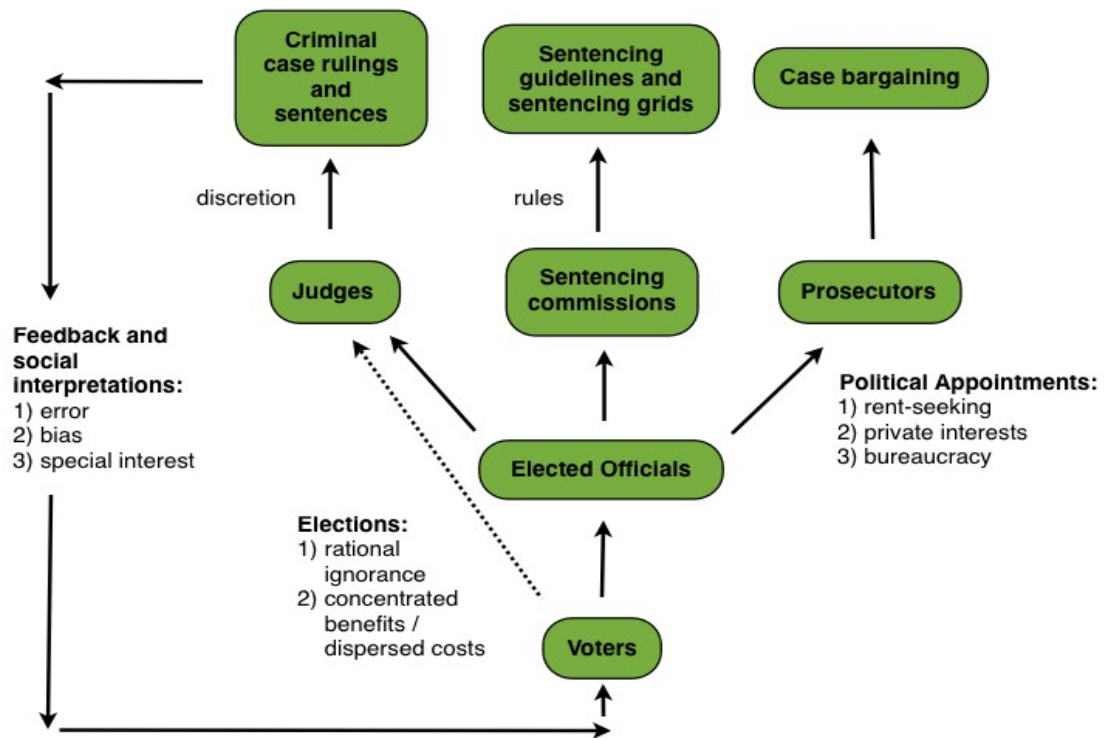 Criminal
case rulings
and
sentences
Sentencing
guidelines and
sentencing grids
Case bargaining
discretion
rules
Judges
Sentencing
commissions
Prosecutors
Feedback and
social
interpretations:
1) error
2) bias
3) special interest
Political Appointments:
1) rent-seeking
2) private interests
3) bureaucracy
Elected Officials
Elections:
1) rational
ignorance
2) concentrated
benefits /
dispersed costs
Voters